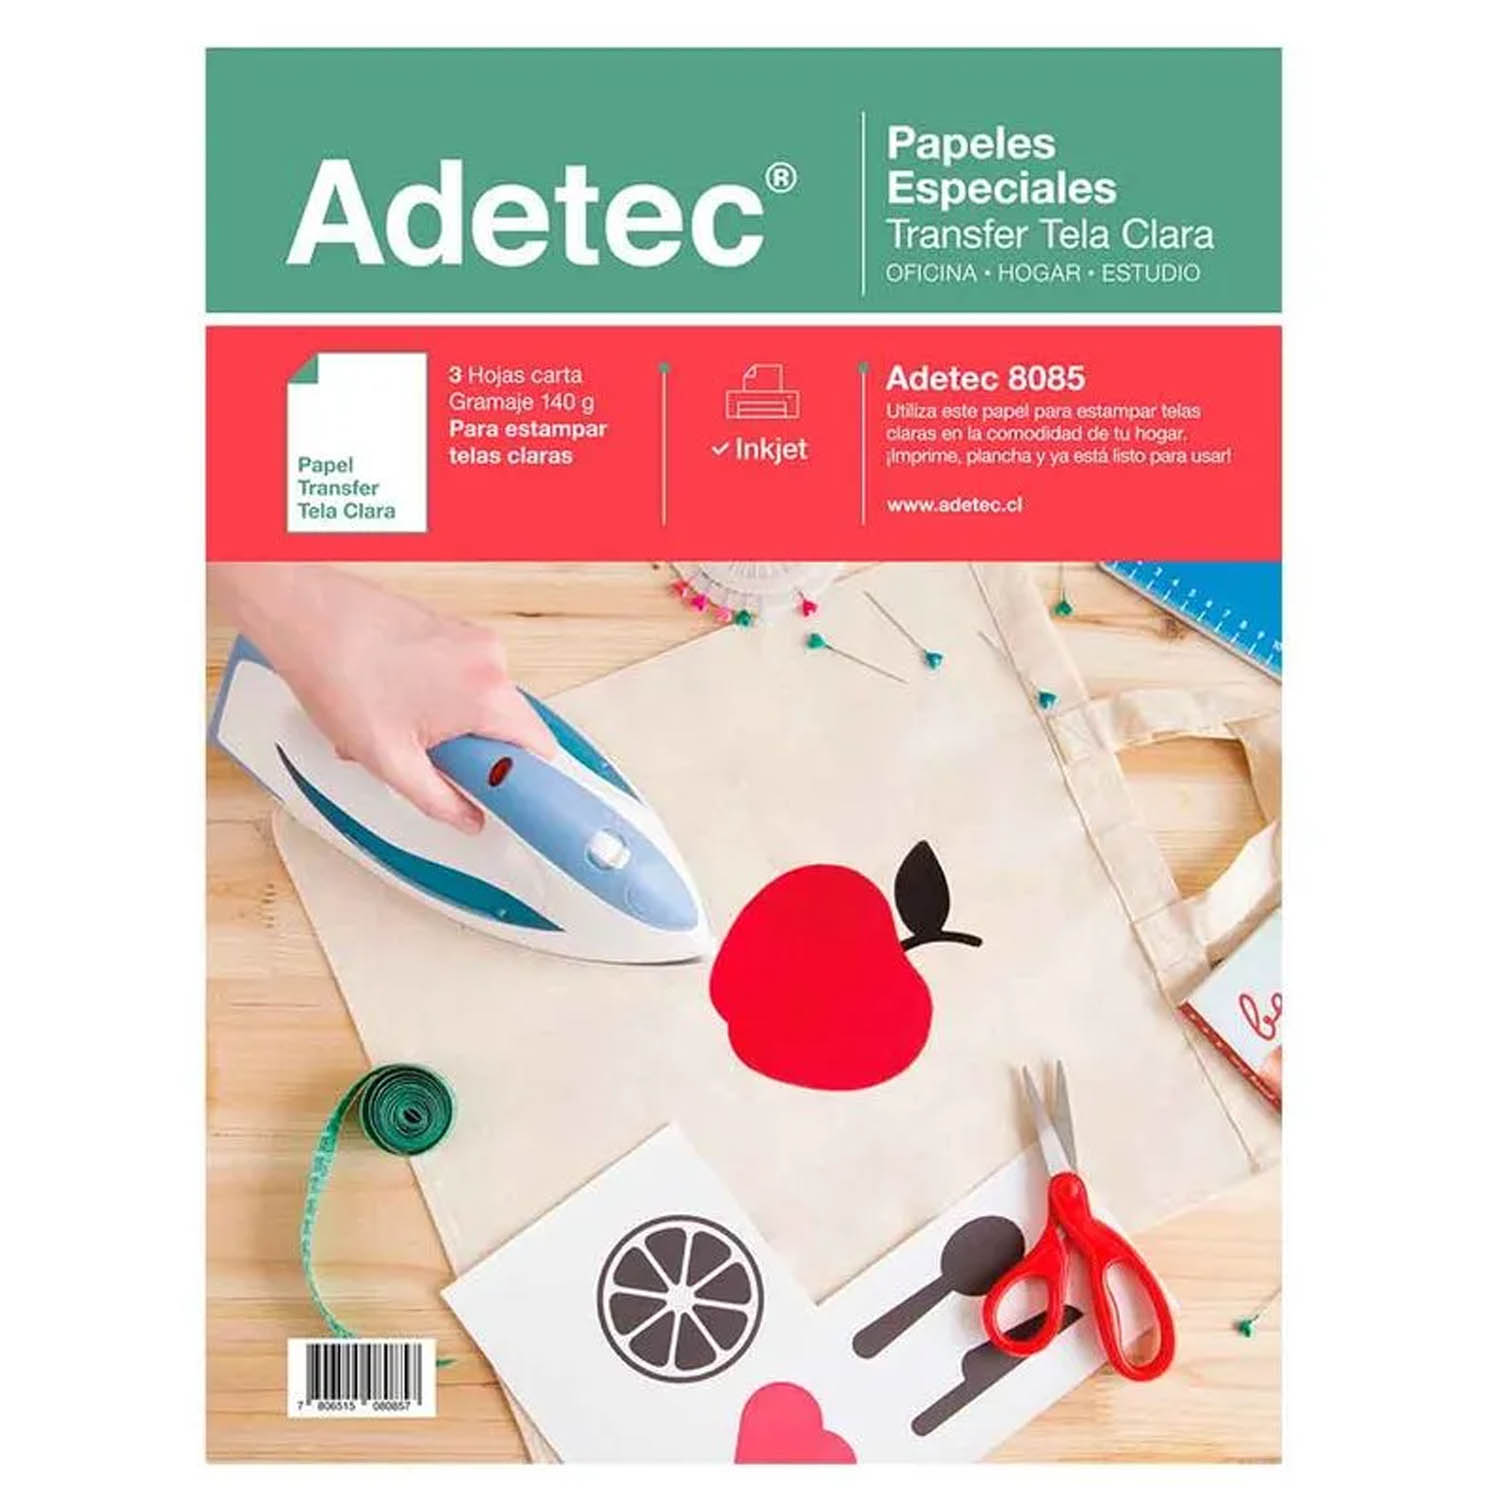 Adetec®
Papeles
Especiales
Transfer Tela Clara
OFICINA • HOGAR • ESTUDIO
Papel
Transfer
Tela Clara
3 Hojas carta
Gramaje 140 g
Para estampar
telas claras
Inkjet
Adetec 8085
Utiliza este papel para estampar telas
claras en la comodidad de tu hogar.
¡Imprime, plancha y ya está listo para usar!
www.adetec.cl
7 806515 080857